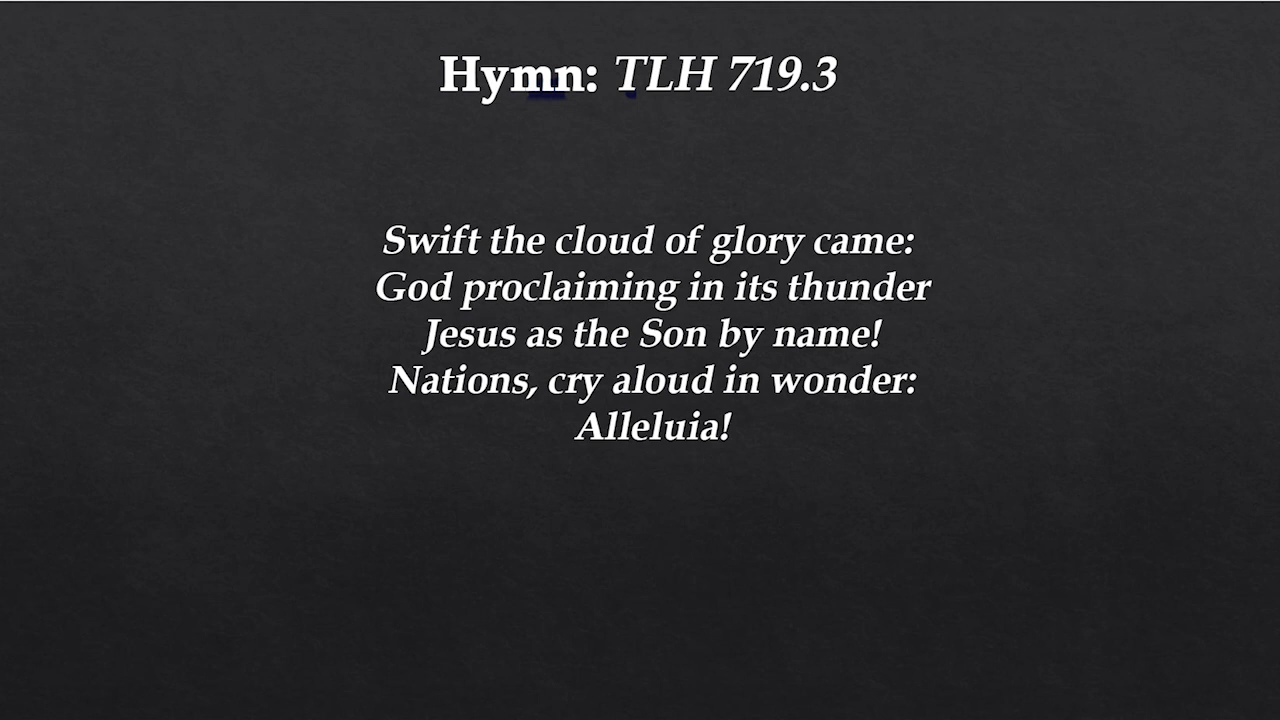 Hymn: TLH 719.3
Swift the cloud of glory came:
God proclaiming in its thunder
Jesus as the Son by name!
Nations, cry aloud in wonder:
Alleluia!